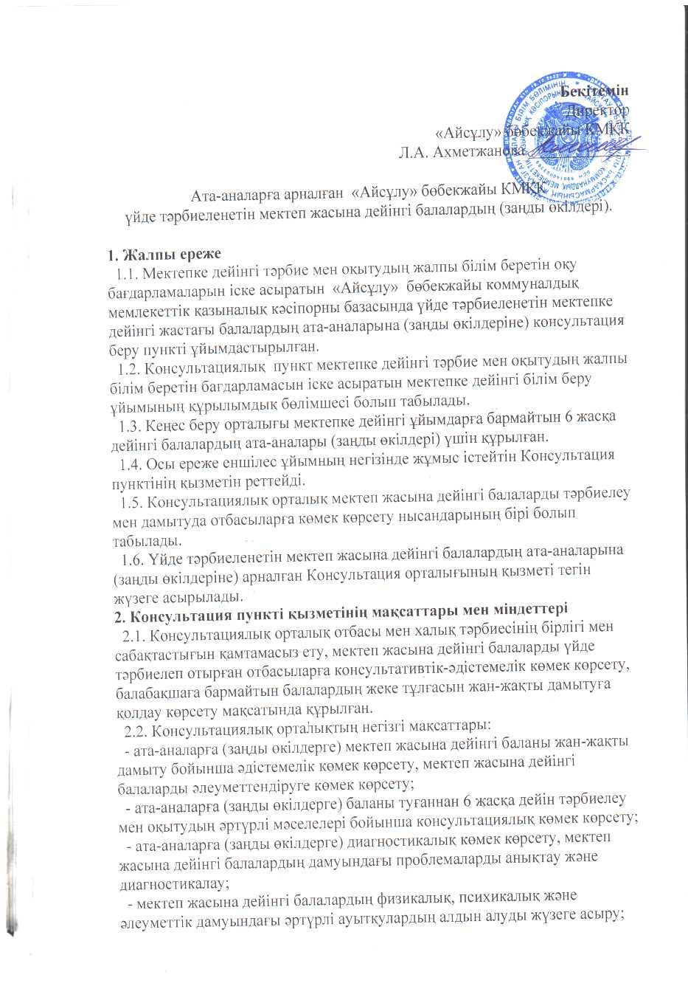 Бекітемін
Директор
«Айсұлу» бөбекжайы КМҚК
Л.А. Ахметжанова
Ата-аналарға арналған «Айсұлу» бөбекжайы КМҚК
үйде тәрбиеленетін мектеп жасына дейінгі балалардың (заңды өкілдері).
1. Жалпы ереже
1.1. Мектепке дейінгі тәрбие мен оқытудың жалпы білім беретін оқу
бағдарламаларын іске асыратын «Айсұлу» бөбекжайы коммуналдық
мемлекеттік қазыналық кәсіпорны базасында үйде тәрбиеленетін мектепке
дейінгі жастағы балалардың ата-аналарына (заңды өкілдеріне) консультация
беру пункті ұйымдастырылған.
1.2. Консультациялық пункт мектепке дейінгі тәрбие мен оқытудың жалпы
білім беретін бағдарламасын іске асыратын мектепке дейінгі білім беру
ұйымының құрылымдық бөлімшесі болып табылады.
1.3. Кеңес беру орталығы мектепке дейінгі ұйымдарға бармайтын 6 жасқа
дейінгі балалардың ата-аналары (заңды өкілдері) үшін құрылған.
1.4. Осы ереже еншілес ұйымның негізінде жұмыс істейтін Консультация
пунктінің қызметін реттейді.
1.5. Консультациялық орталық мектеп жасына дейінгі балаларды тәрбиелеу
мен дамытуда отбасыларға көмек көрсету нысандарының бірі болып
табылады.
1.6. Үйде тәрбиеленетін мектеп жасына дейінгі балалардың ата-аналарына
(заңды өкілдеріне) арналған Консультация орталығының қызметі тегін
жүзеге асырылады.
2. Консультация пункті қызметінің мақсаттары мен міндеттері
2.1. Консультациялық орталық отбасы мен халық тәрбиесінің бірлігі мен
сабақтастығын қамтамасыз ету, мектеп жасына дейінгі балаларды үйде
тәрбиелеп отырған отбасыларға консультативтік-әдістемелік көмек көрсету,
балабақшаға бармайтын балалардың жеке тұлғасын жан-жақты дамытуға
қолдау көрсету мақсатында құрылған.
2.2. Консультациялық орталықтың негізгі мақсаттары:
- ата-аналарға (заңды өкілдерге) мектеп жасына дейінгі баланы жан-жақты
дамыту бойынша әдістемелік көмек көрсету, мектеп жасына дейінгі
балаларды әлеуметтендіруге көмек көрсету;
- ата-аналарға (заңды өкілдерге) баланы туғаннан 6 жасқа дейін тәрбиелеу
мен оқытудың әртүрлі мәселелері бойынша консультациялық көмек көрсету;
- ата-аналарға (заңды өкілдерге) диагностикалық көмек көрсету, мектеп
жасына дейінгі балалардың дамуындағы проблемаларды анықтау және
диагностикалау;
- мектеп жасына дейінгі балалардың физикалық, психикалық және
әлеуметтік дамуындағы әртүрлі ауытқулардың алдын алуды жүзеге асыру;